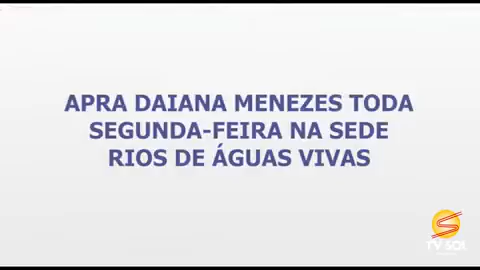 APRA DAIANA MENEZES TODA
SEGUNDA-FEIRA NA SEDE
RIOS DE ÁGUAS VIVAS
TV SOL